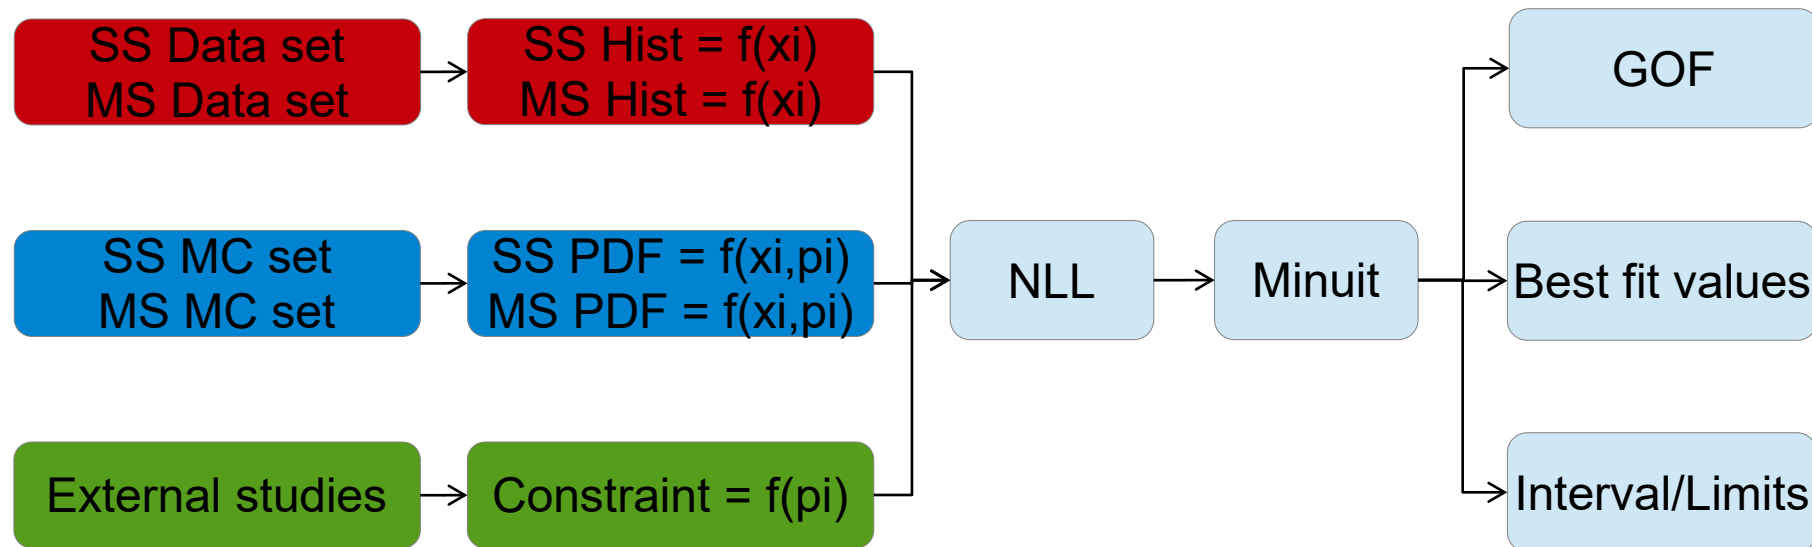 SS Data set
MS Data set
SS Hist = f(xi)
MS Hist = f(xi)
GOF
SS MC set
MS MC set
SS PDF = f(xi,pi)
MS PDF = f(xi,pi)
NLL
Minuit
Best fit values
External studies
Constraint = f(pi)
Interval/Limits